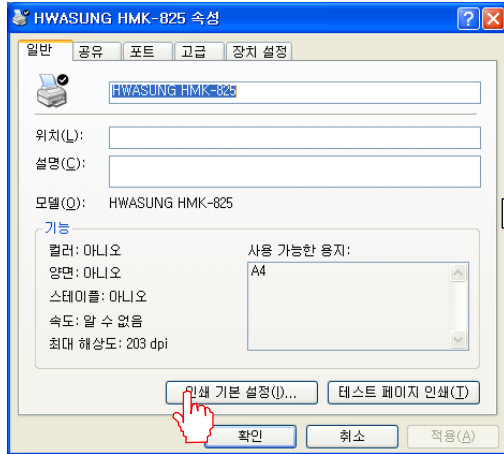 HWASUNG HMK-825 속성
일반 공유 포트 고급 장치 설정
HWASUNG HMK-825
위치(L):
설명(C):
모델(O): HWASUNG HMK-825
기능
컬러: 아니오 사용 가능한 용지:
양면: 아니오 A4
스테이플: 아니오
속도: 알 수 없음
최대 해상도: 203 dpi
인쇄 기본 설정(I)... 테스트 페이지 인쇄(T)
확인 취소 적용(A)